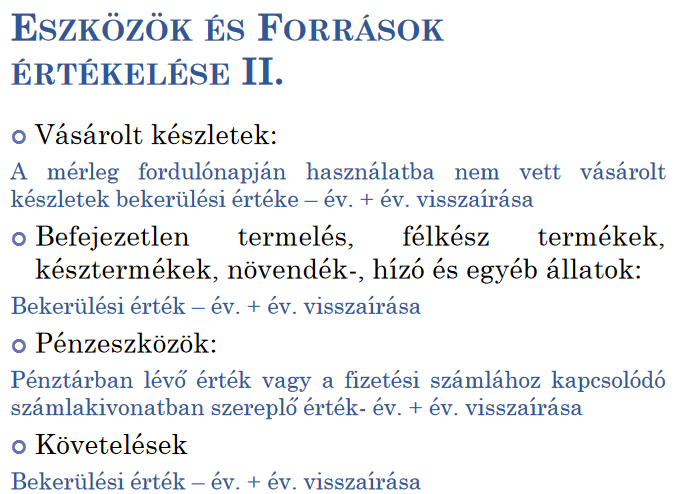 Eszközök és Források
értékelése II.
Vásárolt készletek:
A mérleg fordulónapján használatba nem vett vásárolt
készletek bekerülési értéke – év. + év. visszaírása
Befejezetlen termelés, félkész termékek,
késztermékek, növendék-, hízó és egyéb állatok:
Bekerülési érték – év. + év. visszaírása
Pénzeszközök:
Pénztárban lévő érték vagy a fizetési számlához kapcsolódó
számlakivonatban szereplő érték- év. + év. visszaírása
Követelések
Bekerülési érték – év. + év. visszaírása